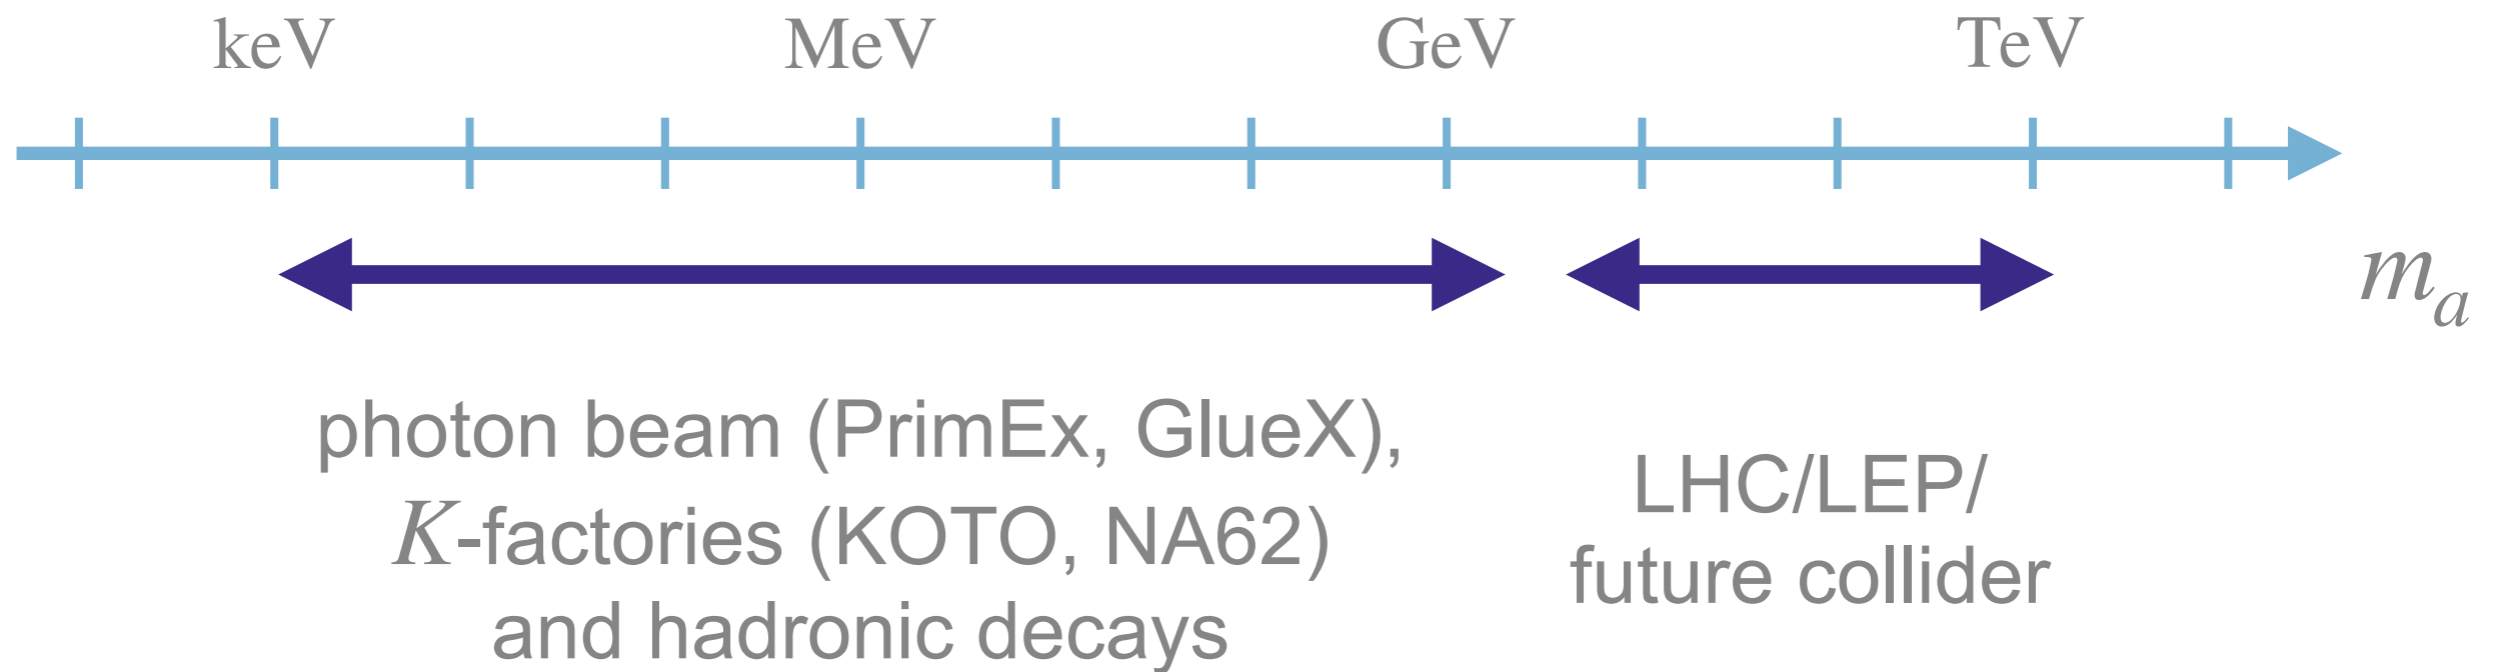 keV MeV GeV TeV
m_a
photon beam (PrimEx, GlueX),
K-factories (KOTO, NA62)
and hadronic decays
LHC/LEP/
future collider